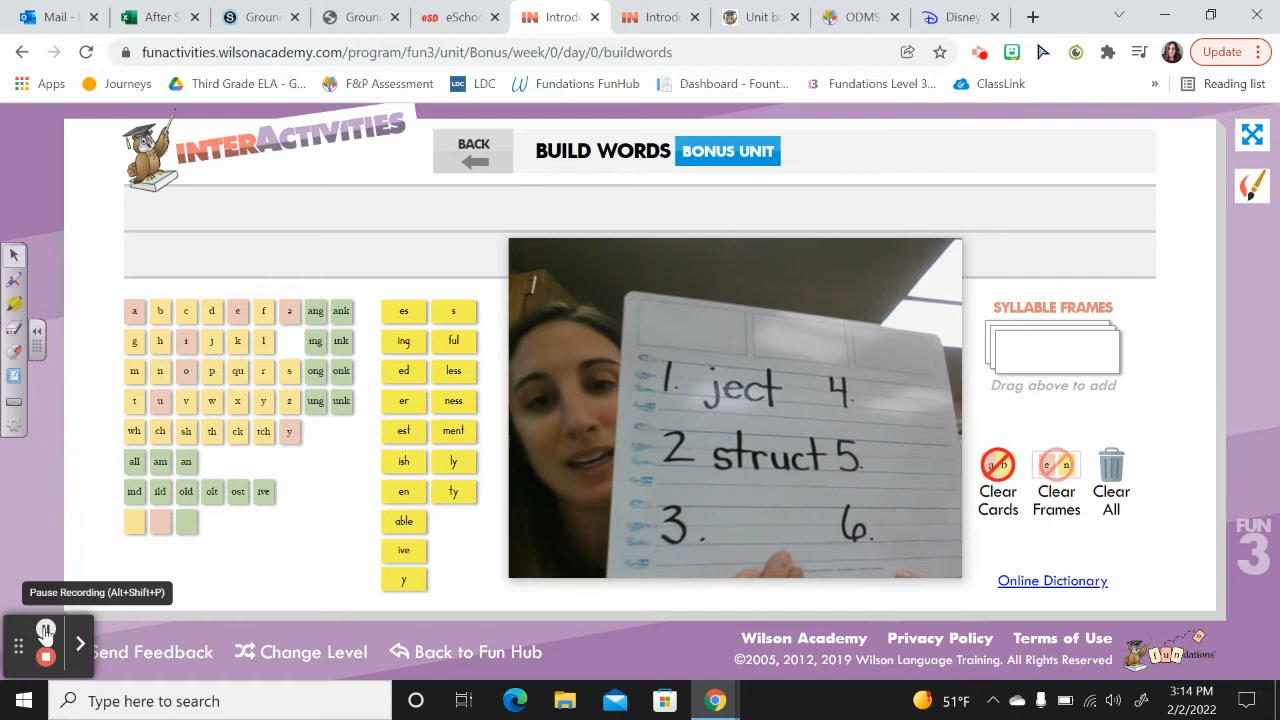 Mail -
After S
Groun
Groun
eSD eSchoo
Introdu
Introdu
Unit bo
ODMS
Disney
funactivities.wilsonacademy.com/program/fun3/unit/Bonus/week/0/day/0/buildwords
Update
Apps
Journeys
Third Grade ELA - G...
F&P Assessment
LDC LDC
Fundations FunHub
Dashboard - Fount...
Fundations Level 3...
ClassLink
»
Reading list
INTERACTIVITIES
BACK
BUILD WORDS BONUS UNIT
a b c d e f ə ang ank
g h i j k l ing ink
m n o p qu r s ong onk
t u v w x y z ung unk
wh ch sh th ck tch y
all am an
ind ild old olt ost ive
es s
ing ful
ed less
er ness
est ment
ish ly
en ty
able
ive
y
1. ject 4.
2 struct 5.
3. 6.
SYLLABLE FRAMES
Drag above to add
a b
e n
Clear Cards
Clear Frames
Clear All
Online Dictionary
FUN 3
Pause Recording (Alt+Shift+P)
Send Feedback
Change Level
Back to Fun Hub
Wilson Academy Privacy Policy Terms of Use
©2005, 2012, 2019 Wilson Language Training. All Rights Reserved
fundations®
Type here to search
51°F
3:14 PM
2/2/2022